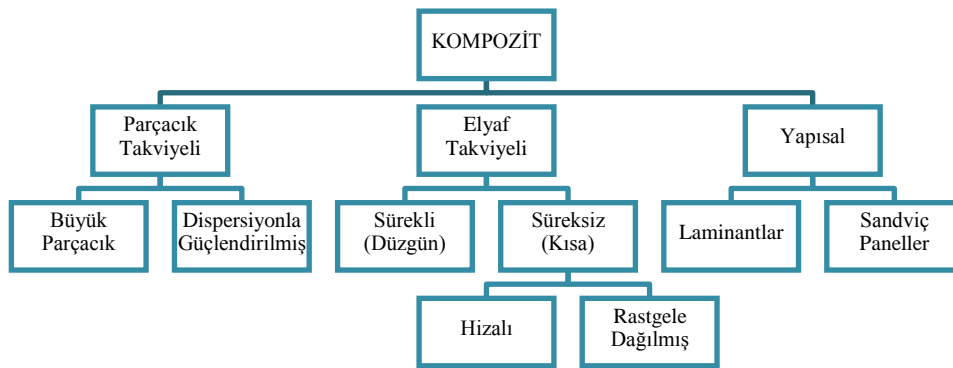 KOMPOZİT
Parçacık
Takviyeli
Elyaf
Takviyeli
Yapısal
Büyük
Parçacık
Dispersiyonla
Güçlendirilmiş
Sürekli
(Düzgün)
Süreksiz
(Kısa)
Laminantlar
Sandviç
Paneller
Hizalı
Rastgele
Dağılmış